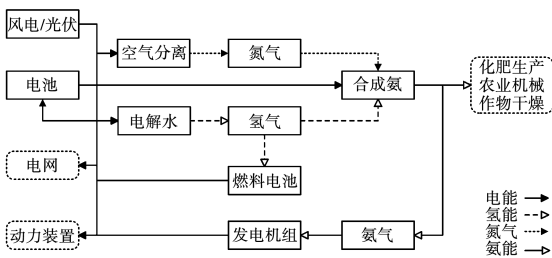 风电/光伏
空气分离
氮气
电池
合成氨
化肥生产
农业机械
作物干燥
电解水
氢气
电网
燃料电池
动力装置
发电机组
氨气
电能
氢能
氮气
氨能